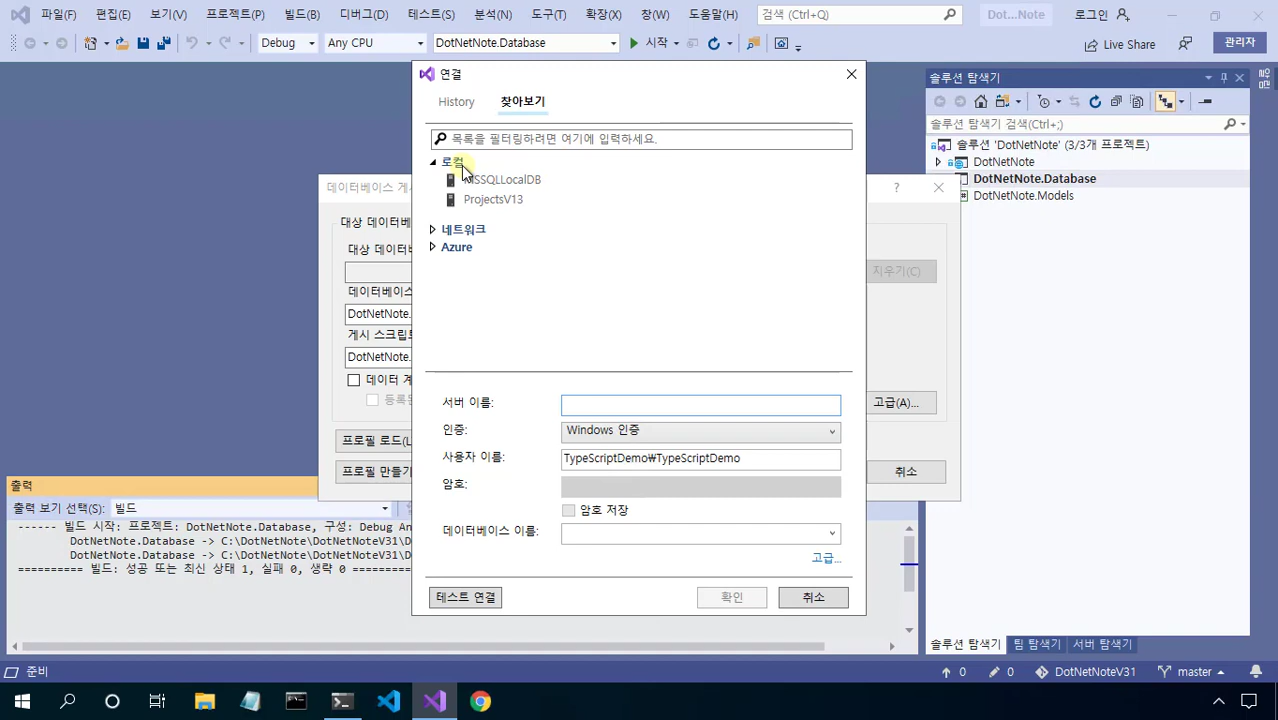 파일(F) 편집(E) 보기(V) 프로젝트(P) 빌드(B) 디버그(D) 테스트(S) 분석(N) 도구(T) 확장(X) 창(W) 도움말(H) 검색 (Ctrl+Q) Dot...Note 로그인
Debug Any CPU DotNetNote.Database 시작 Live Share 관리자
연결
History 찾아보기
목록을 필터링하려면 여기에 입력하세요.
로컬
MSSQLLocalDB
ProjectsV13
네트워크
Azure
서버 이름:
인증: Windows 인증
사용자 이름: TypeScriptDemo₩TypeScriptDemo
암호:
암호 저장
데이터베이스 이름:
고급...
테스트 연결 확인 취소
데이터베이스 게시
대상 데이터베
대상 데이터베
지우기(C)
데이터베이스
DotNetNote.
게시 스크립트
DotNetNote.
데이터 계
등록된
고급(A)...
프로필 로드(L
프로필 만들기
취소
솔루션 탐색기
솔루션 탐색기 검색(Ctrl+;)
솔루션 'DotNetNote' (3/3개 프로젝트)
DotNetNote
DotNetNote.Database
DotNetNote.Models
솔루션 탐색기 팀 탐색기 서버 탐색기
출력
출력 보기 선택(S): 빌드
------ 빌드 시작: 프로젝트: DotNetNote.Database, 구성: Debug An
DotNetNote.Database -> C:\DotNetNote\DotNetNoteV31\D
DotNetNote.Database -> C:\DotNetNote\DotNetNoteV31\D
DotNetNote.Database -> C:\DotNetNote\DotNetNoteV31\D
========== 빌드: 성공 또는 최신 상태 1, 실패 0, 생략 0 ==========
준비 0 0 DotNetNoteV31 master